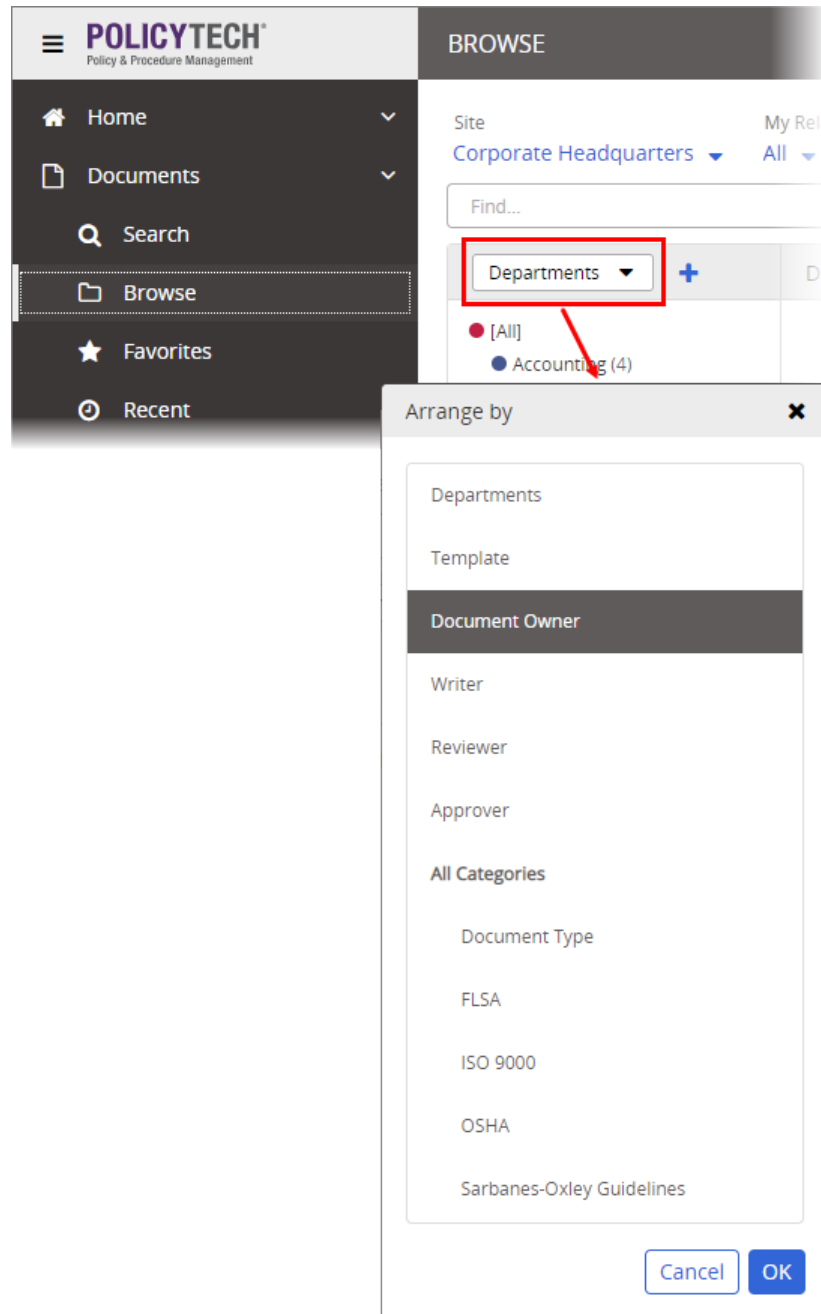 POLICYTECH®
Policy & Procedure Management
Home
Documents
Search
Browse
Favorites
Recent
BROWSE
Site
My Rel
Corporate Headquarters
All
Find...
Departments
D
[All]
Accounting (4)
Arrange by
Departments
Template
Document Owner
Writer
Reviewer
Approver
All Categories
Document Type
FLSA
ISO 9000
OSHA
Sarbanes-Oxley Guidelines
Cancel
OK